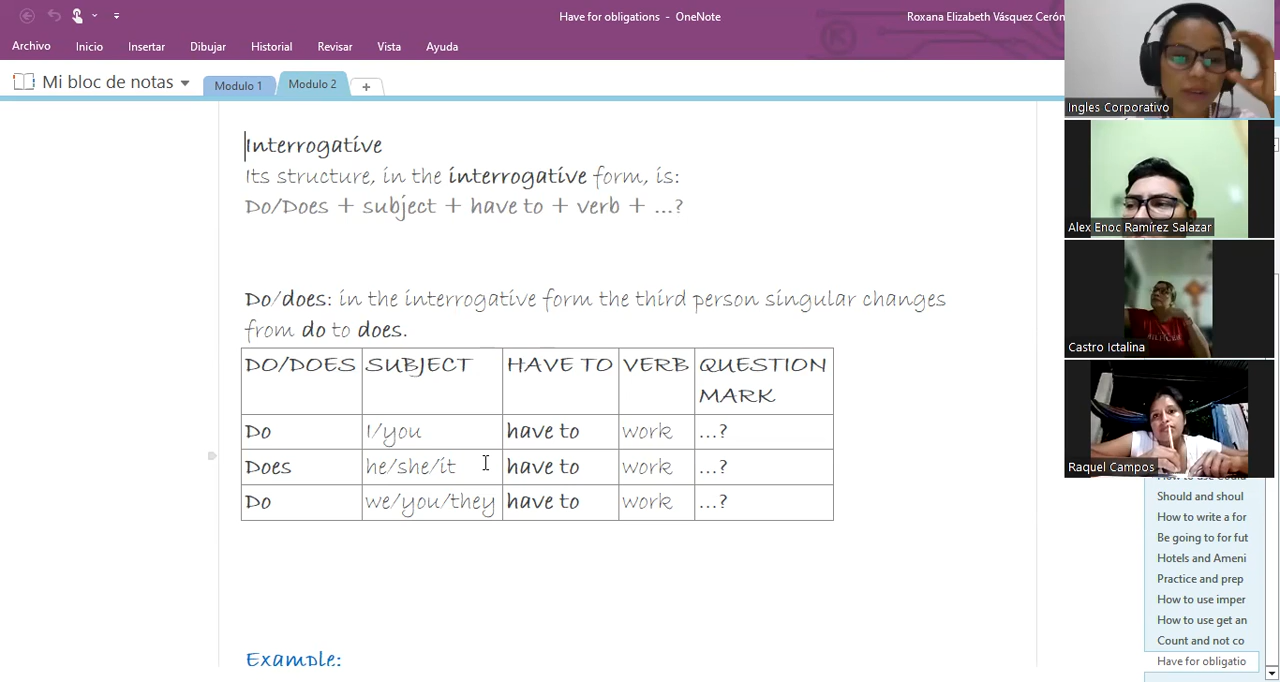 Have for obligations - OneNote
Roxana Elizabeth Vásquez Cerón
Archivo Inicio Insertar Dibujar Historial Revisar Vista Ayuda
Mi bloc de notas Modulo 1 Modulo 2 +
Interrogative
Its structure, in the interrogative form, is:
Do/Does + subject + have to + verb + ...?
Do/does: in the interrogative form the third person singular changes
from do to does.
DO/DOES SUBJECT HAVE TO VERB QUESTION
MARK
Do I/you have to work ...?
Does he/she/it have to work ...?
Do we/you/they have to work ...?
Example:
Ingles Corporativo
Alex Enoc Ramírez Salazar
Castro Ictalina
Raquel Campos
Should and shoul
How to write a for
Be going to for fut
Hotels and Ameni
Practice and prep
How to use imper
How to use get an
Count and not co
Have for obligatio